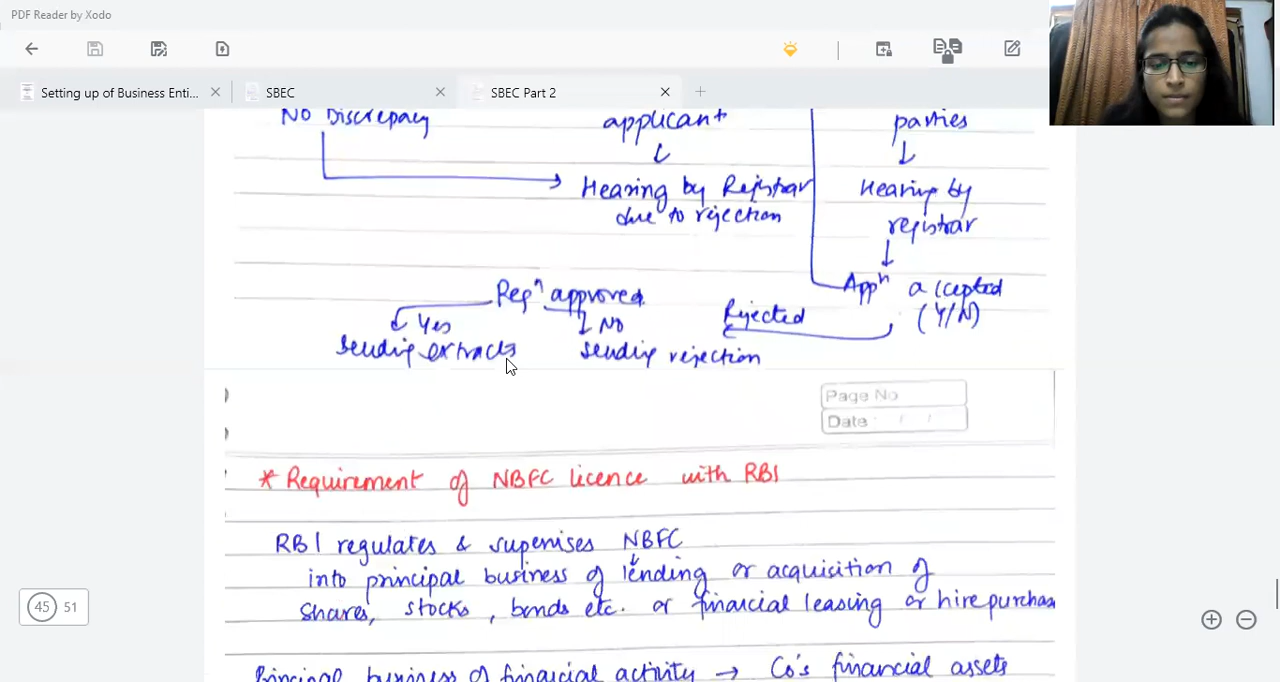 PDF Reader by Xodo
Setting up of Business Enti...
SBEC
SBEC Part 2
No Discrepancy
applicant
parties
Hearing by Registrar
due to rejection
Hearing by
registrar
Regn approved
Appn accepted
(Y/N)
Rejected
Yes
No
Sending extracts
Sending rejection
Page No
Date : / /
* Requirement of NBFC licence with RBI
RBI regulates & supervises NBFC
into principal business of lending or acquisition of
shares, stocks, bonds etc. or financial leasing or hire purchas
Principal business of financial activity → Co's financial assets
45 51